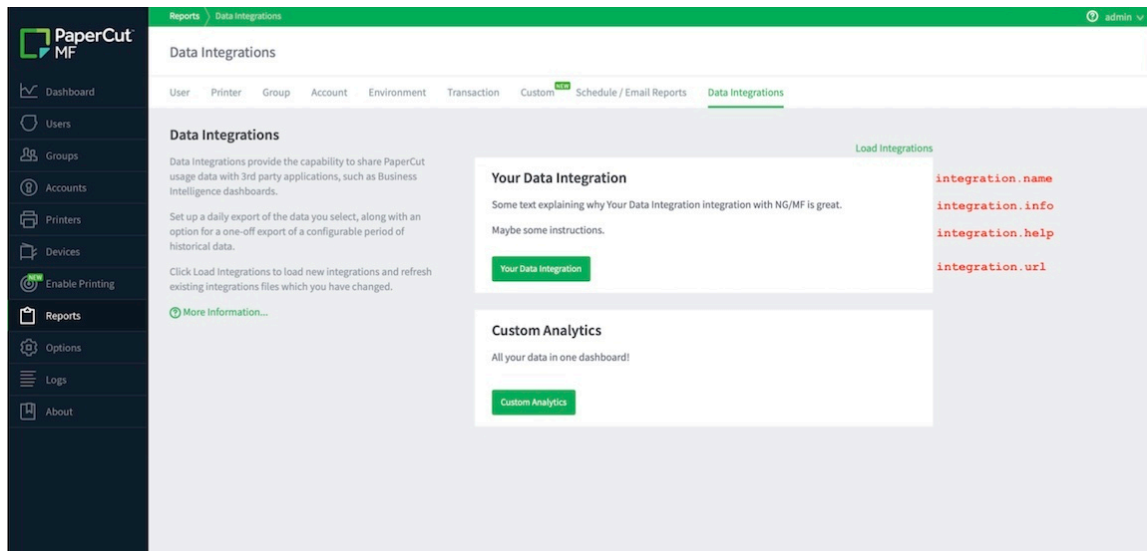 PaperCut
MF
Reports Data Integrations
admin
Data Integrations
Dashboard
Users
Groups
Accounts
Printers
Devices
NEW
Enable Printing
Reports
Options
Logs
About
User Printer Group Account Environment Transaction Custom NEW Schedule / Email Reports Data Integrations
Data Integrations
Data Integrations provide the capability to share PaperCut
usage data with 3rd party applications, such as Business
Intelligence dashboards.
Set up a daily export of the data you select, along with an
option for a one-off export of a configurable period of
historical data.
Click Load Integrations to load new integrations and refresh
existing integrations files which you have changed.
More Information...
Load Integrations
Your Data Integration
integration.name
Some text explaining why Your Data Integration integration with NG/MF is great.
integration.info
Maybe some instructions.
integration.help
Your Data Integration
integration.url
Custom Analytics
All your data in one dashboard!
Custom Analytics